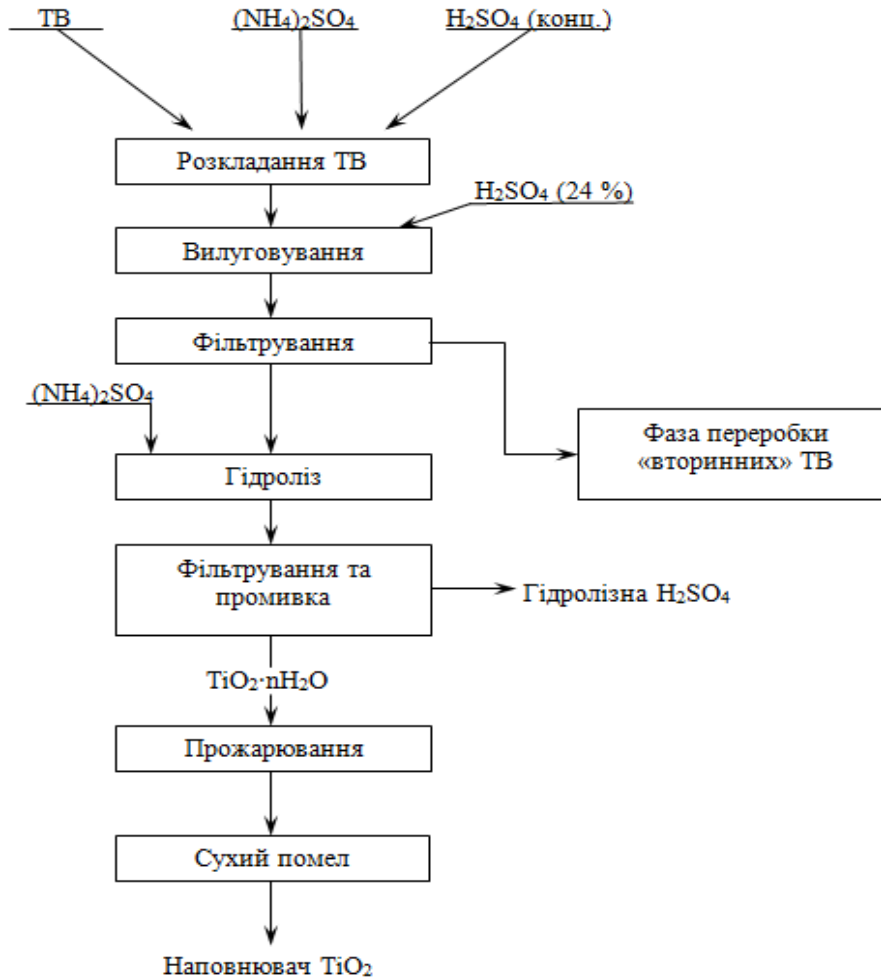 ТВ
(NH₄)₂SO₄
H₂SO₄ (конц.)
Розкладання ТВ
H₂SO₄ (24 %)
Вилуговування
Фільтрування
(NH₄)₂SO₄
Фаза переробки
«вторинних» ТВ
Гідроліз
Фільтрування та
промивка
Гідролізна H₂SO₄
TiO₂·nH₂O
Прожарювання
Сухий помел
Наповнювач TiO₂